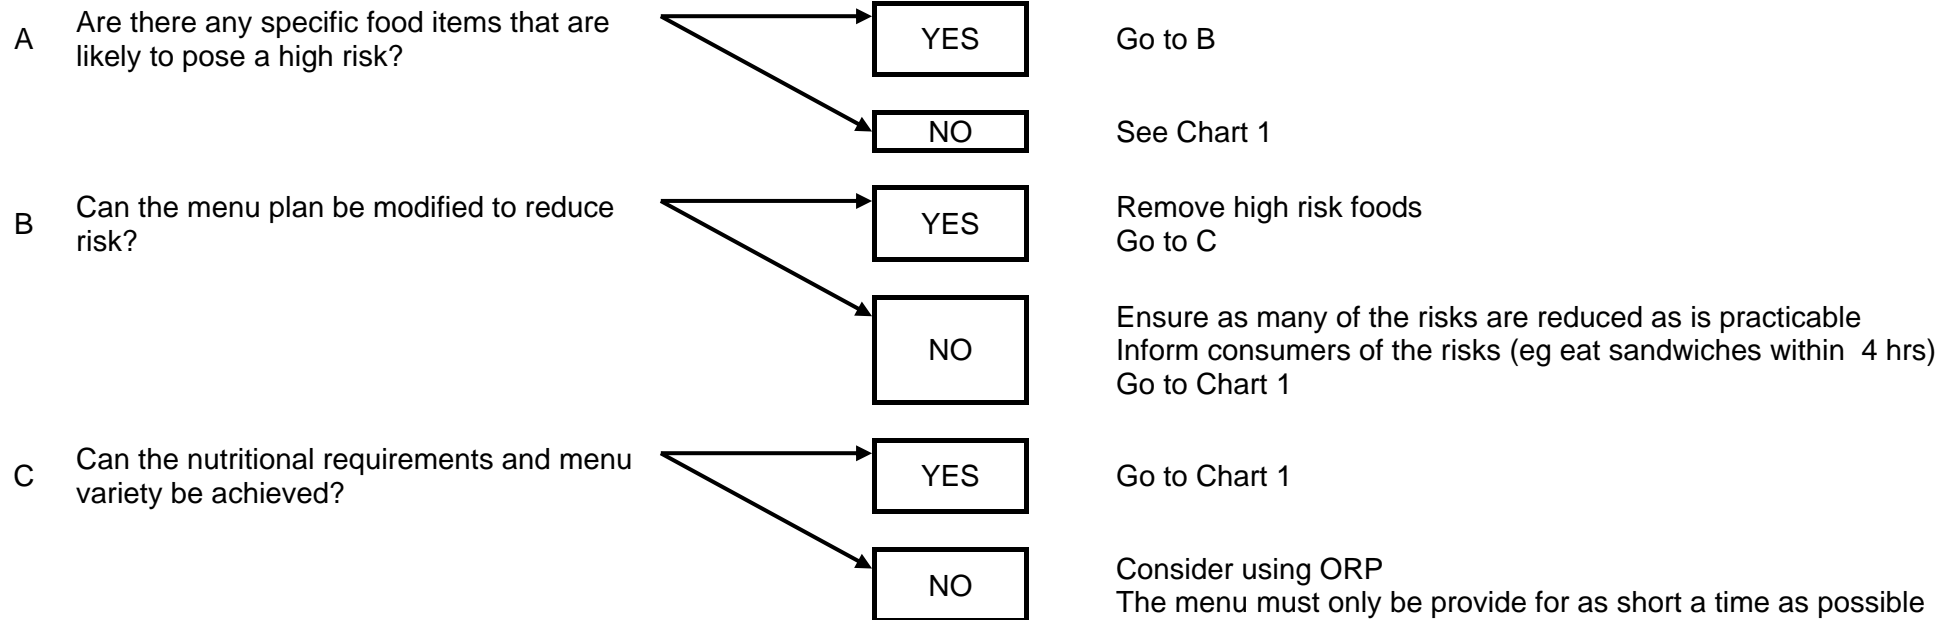 A
Are there any specific food items that are
likely to pose a high risk?
YES
Go to B
NO
See Chart 1
B
Can the menu plan be modified to reduce
risk?
YES
Remove high risk foods
Go to C
NO
Ensure as many of the risks are reduced as is practicable
Inform consumers of the risks (eg eat sandwiches within  4 hrs)
Go to Chart 1
C
Can the nutritional requirements and menu
variety be achieved?
YES
Go to Chart 1
NO
Consider using ORP
The menu must only be provide for as short a time as possible